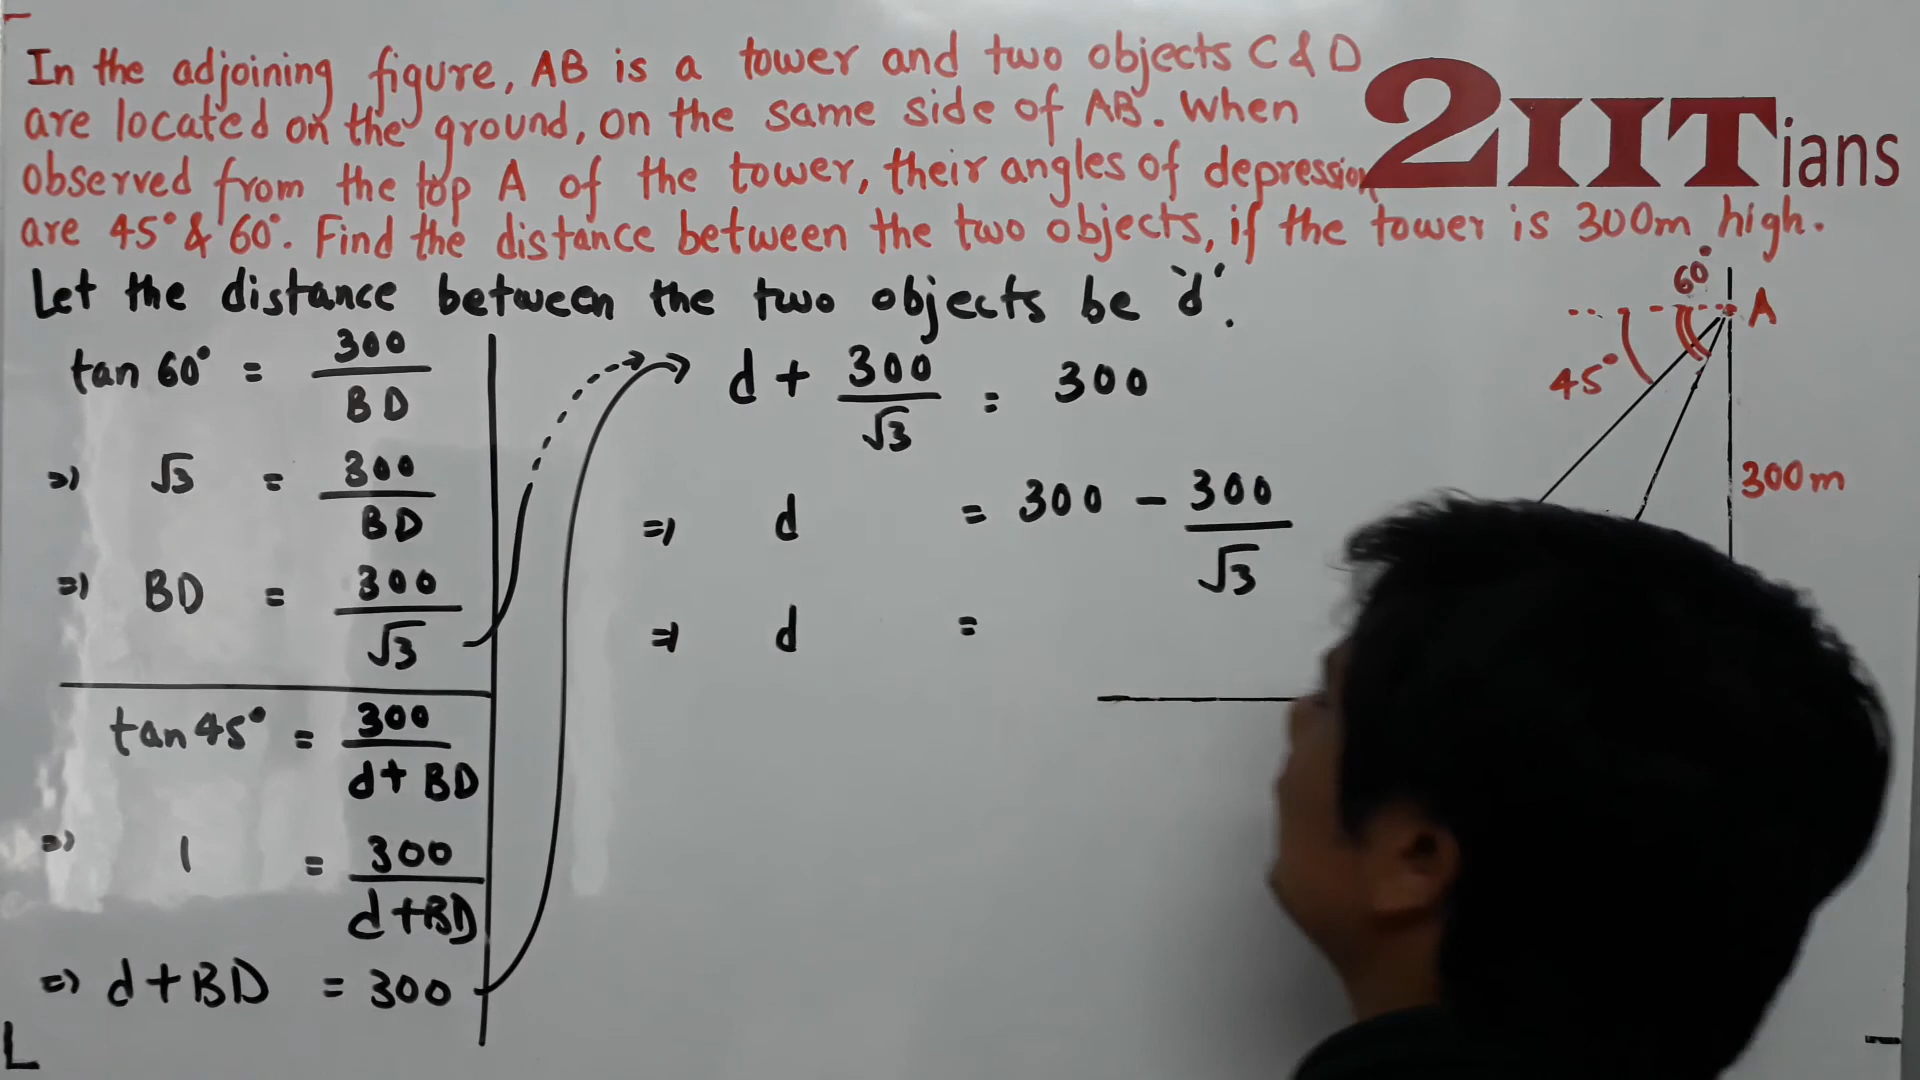 In the adjoining figure, AB is a tower and two objects C & D
are located on the ground, on the same side of AB. When
observed from the top A of the tower, their angles of depression
are 45° & 60°. Find the distance between the two objects, if the tower is 300m high.
2IITians
Let the distance between the two objects be 'd'.
tan 60° = 300/BD
=) √3 = 300/BD
=) BD = 300/√3
tan 45° = 300/d+BD
=) 1 = 300/d+BD
=) d+BD = 300
d + 300/√3 = 300
=) d = 300 - 300/√3
=) d =
60°
A
45°
300m